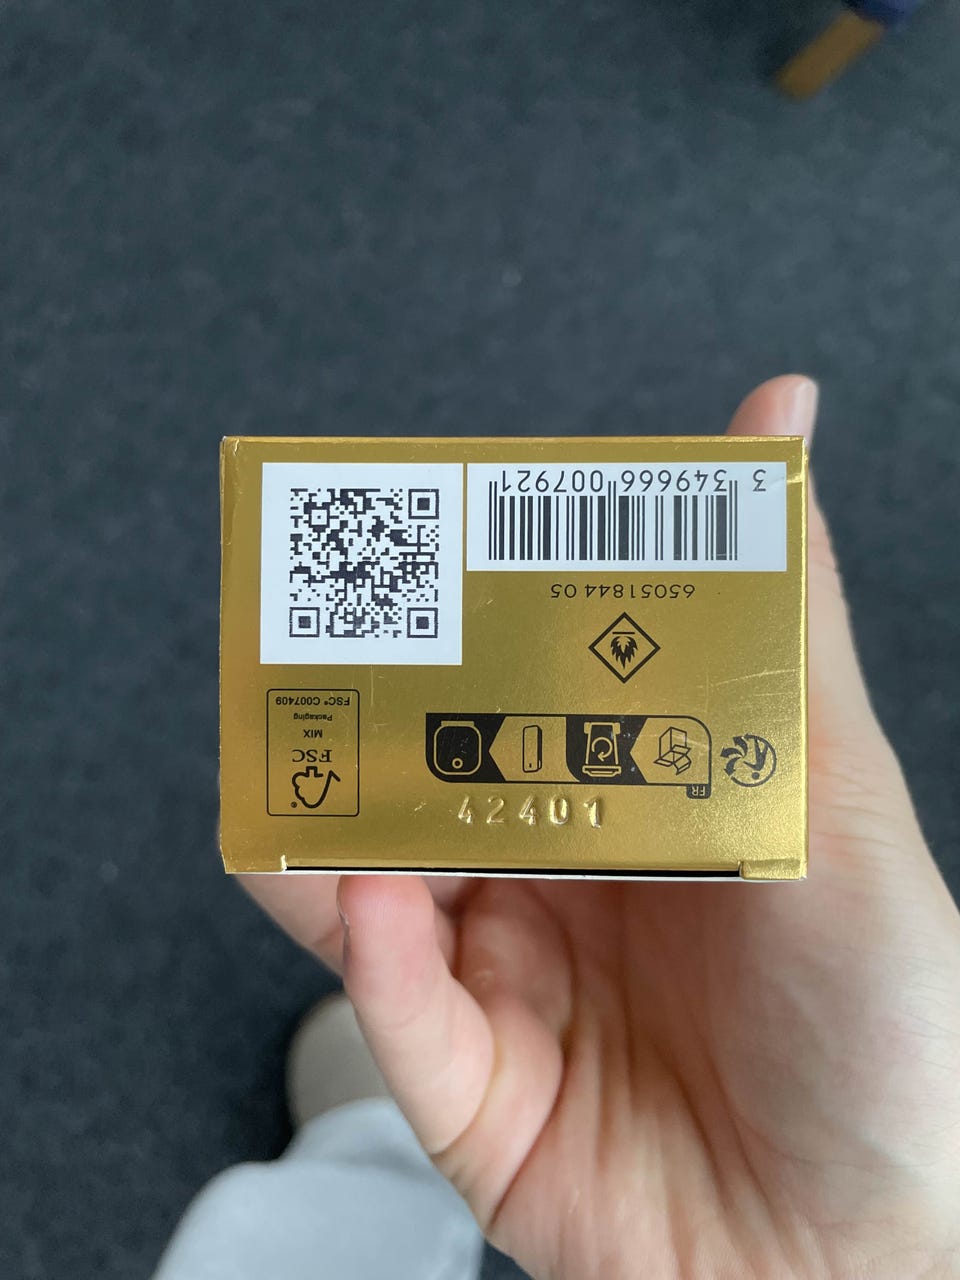 3 349666 007921
65051844 05
FSC® C007409
Packaging
MIX
FSC
®
FR
42401